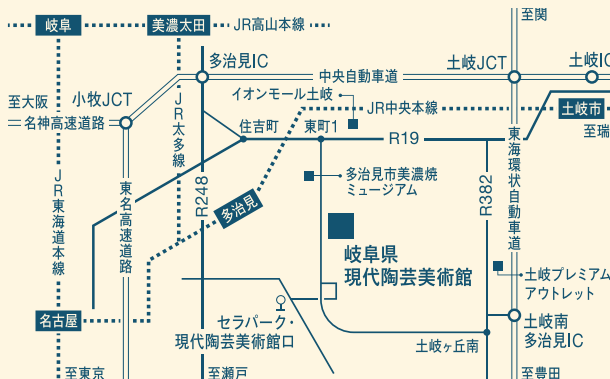 至関
岐阜
美濃太田
JR高山本線
多治見IC
土岐JCT
土岐IC
中央自動車道
小牧JCT
イオンモール土岐
至大阪
JR太多線
JR中央本線
土岐市
名神高速道路
住吉町
東町1
R19
至瑞
東海環状自動車道
JR東海道本線
東名高速道路
R248
多治見市美濃焼
ミュージアム
R382
多治見
岐阜県
現代陶芸美術館
土岐プレミアム
アウトレット
名古屋
セラパーク・
現代陶芸美術館口
土岐南
多治見IC
土岐ヶ丘南
至東京
至瀬戸
至豊田